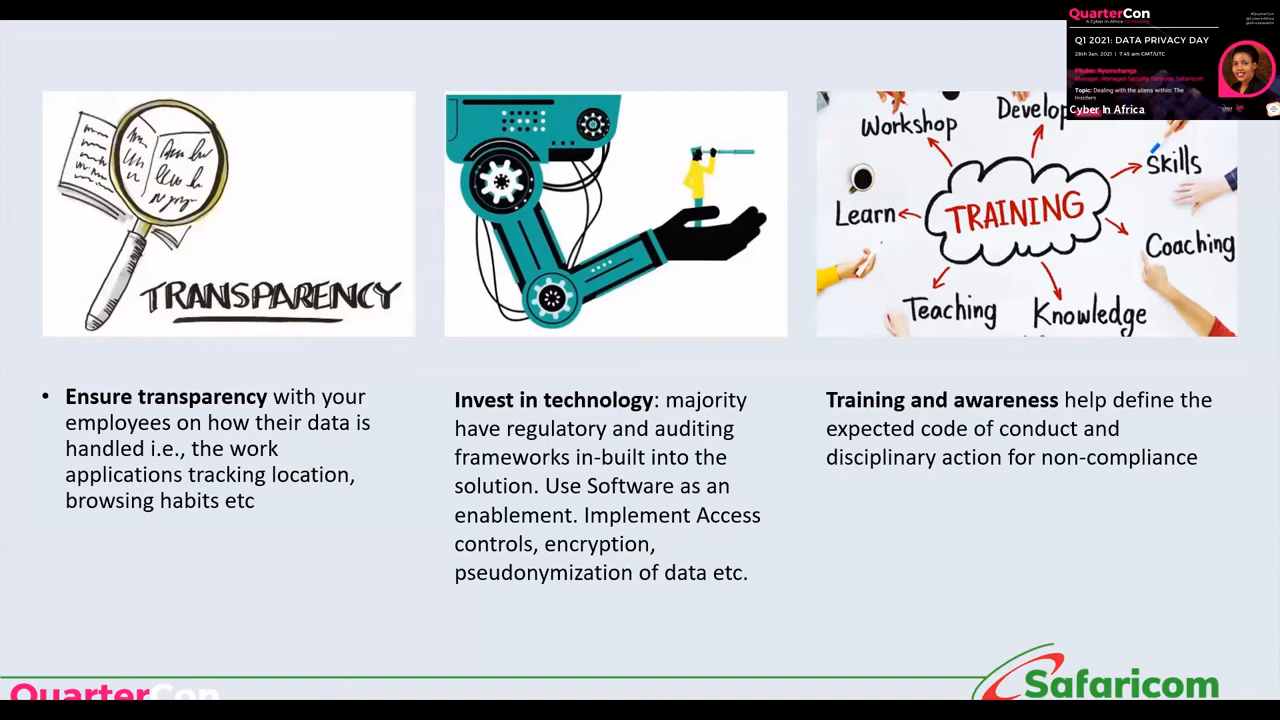 QuarterCon
A Cyber In Africa
Q1 2021: DATA PRIVACY DAY
28th Jan, 2021 | 7.45 am GMT/UTC
Manager, Managed Security Services, Safaricom
Topic: Dealing with the aliens within: The
Insiders
Cyber In Africa
TRANSPARENCY
Workshop
Develop
Skills
Learn
TRAINING
Coaching
Teaching
Knowledge
• Ensure transparency with your
employees on how their data is
handled i.e., the work
applications tracking location,
browsing habits etc
Invest in technology: majority
have regulatory and auditing
frameworks in-built into the
solution. Use Software as an
enablement. Implement Access
controls, encryption,
pseudonymization of data etc.
Training and awareness help define the
expected code of conduct and
disciplinary action for non-compliance
QuarterCon
Safaricom